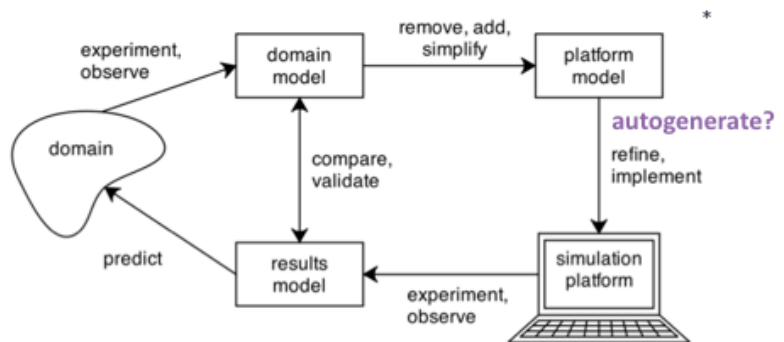 *
experiment,
observe
domain
model
remove, add,
simplify
platform
model
domain
compare,
validate
autogenerate?
refine,
implement
predict
results
model
experiment,
observe
simulation
platform